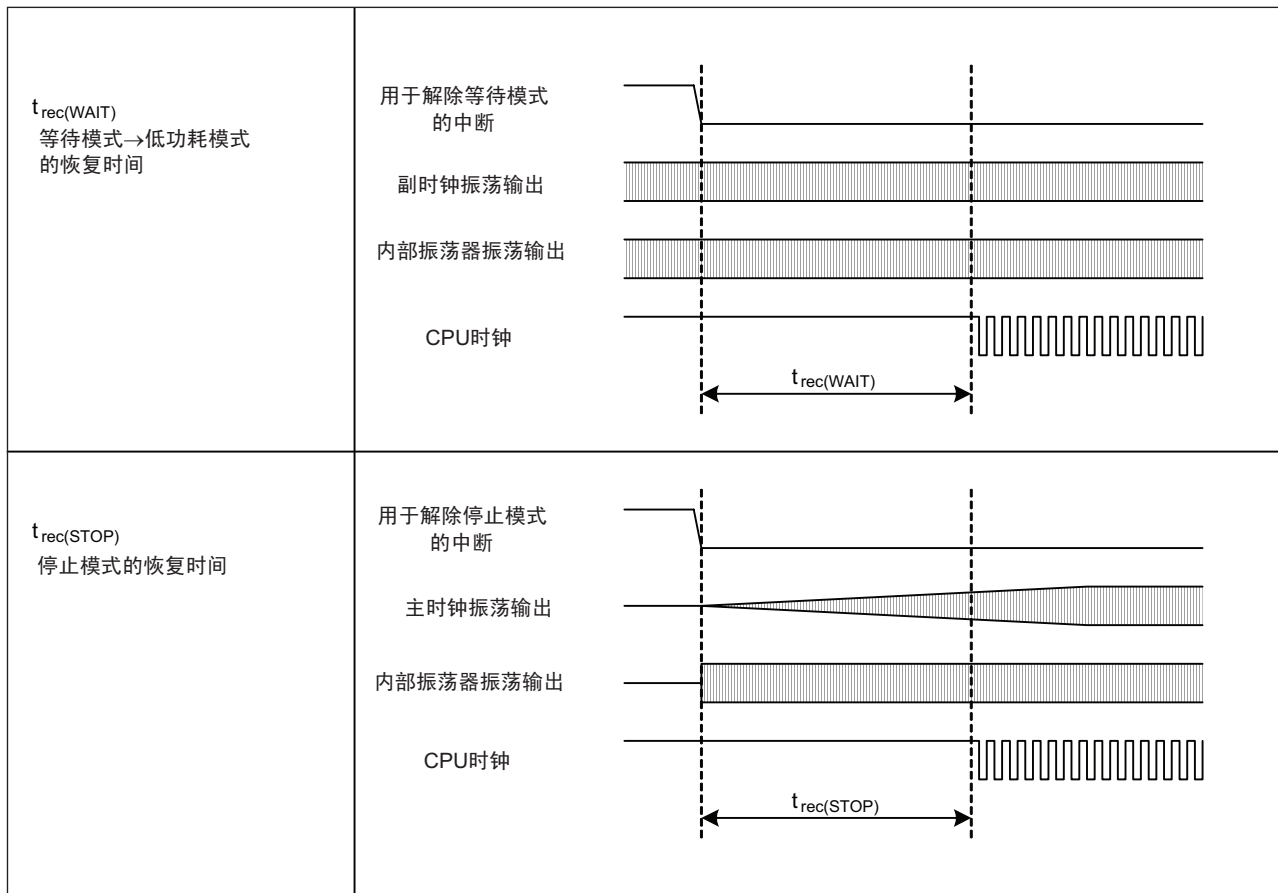 t rec(WAIT)
等待模式→低功耗模式
的恢复时间
用于解除等待模式
的中断
副时钟振荡输出
内部振荡器振荡输出
CPU时钟
t rec(WAIT)
t rec(STOP)
停止模式的恢复时间
用于解除停止模式
的中断
主时钟振荡输出
内部振荡器振荡输出
CPU时钟
t rec(STOP)